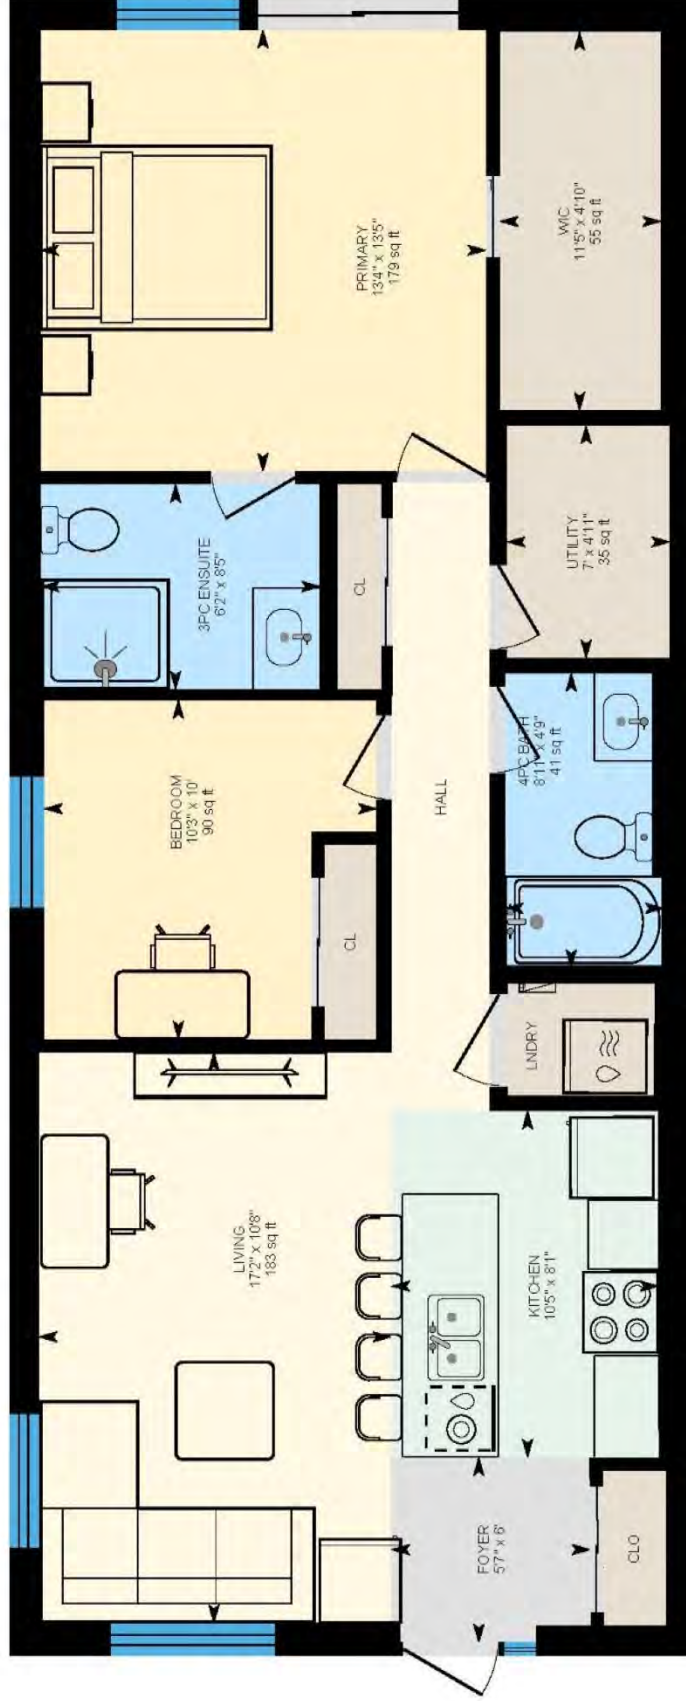 PRIMARY
13'4" x 13'5"
179 sq ft
WIC
11'5" x 4'10"
55 sq ft
3PC ENSUITE
6'2" x 8'5"
CL
UTILITY
7' x 4'11"
35 sq ft
BEDROOM
10'3" x 10'
90 sq ft
HALL
4PC BATH
8'11" x 4'9"
41 sq ft
CL
LNDRY
LIVING
17'2" x 10'8"
183 sq ft
KITCHEN
10'5" x 8'1"
FOYER
5'7" x 6'
CLO